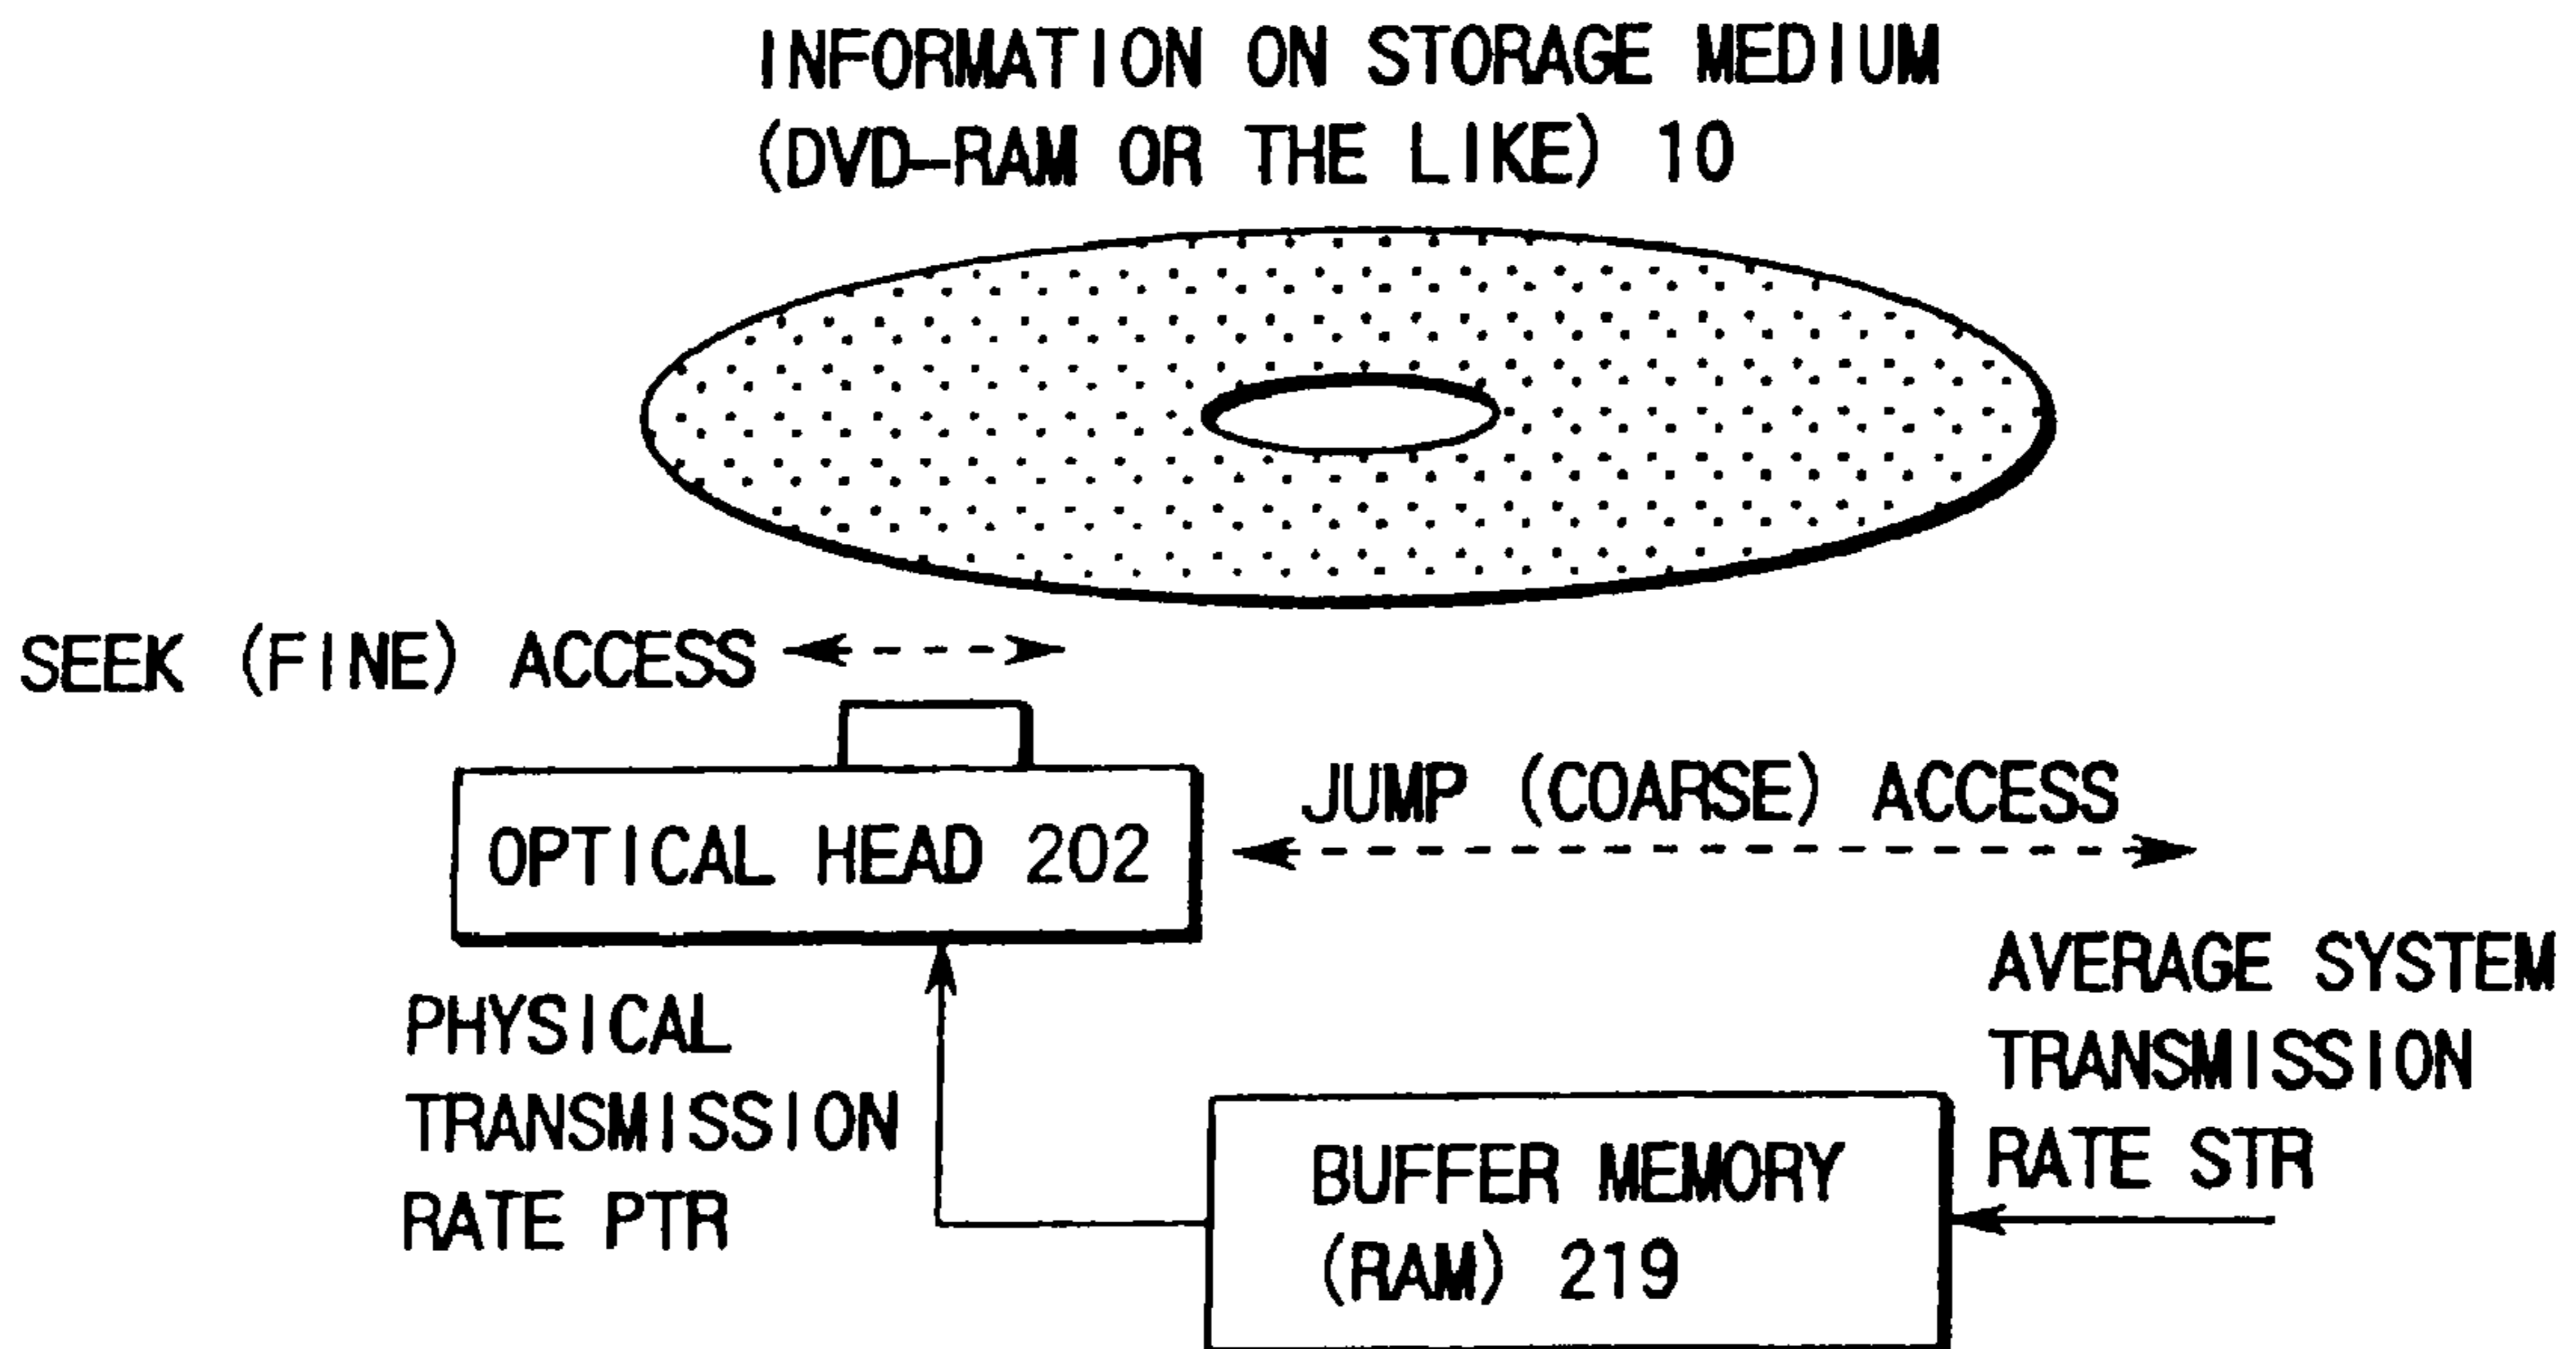 INFORMATION ON STORAGE MEDIUM
(DVD-RAM OR THE LIKE) 10
SEEK (FINE) ACCESS
JUMP (COARSE) ACCESS
OPTICAL HEAD 202
PHYSICAL
TRANSMISSION
RATE PTR
AVERAGE SYSTEM
TRANSMISSION
RATE STR
BUFFER MEMORY
(RAM) 219